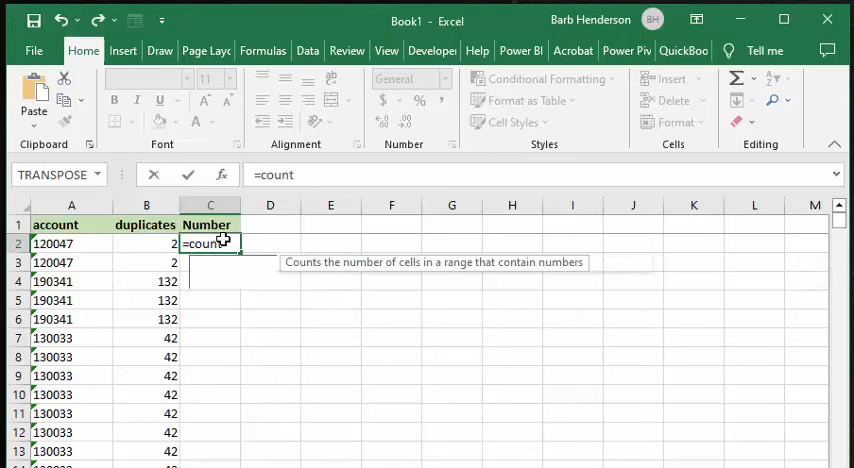 Book1 - Excel
Barb Henderson
BH
File Home Insert Draw Page Layo Formulas Data Review View Develope Help Power BI Acrobat Power Piv QuickBoo Tell me
Paste
11
General
B I U
A A
ab
$ % ,
Conditional Formatting
Format as Table
Cell Styles
Insert
Delete
Format
Clipboard Font Alignment Number Styles Cells Editing
TRANSPOSE fx =count
A B C D E F G H I J K L M
1 account duplicates Number
2 120047 2 =count
3 120047 2
Counts the number of cells in a range that contain numbers
4 190341 132
5 190341 132
6 190341 132
7 130033 42
8 130033 42
9 130033 42
10 130033 42
11 130033 42
12 130033 42
13 130033 42